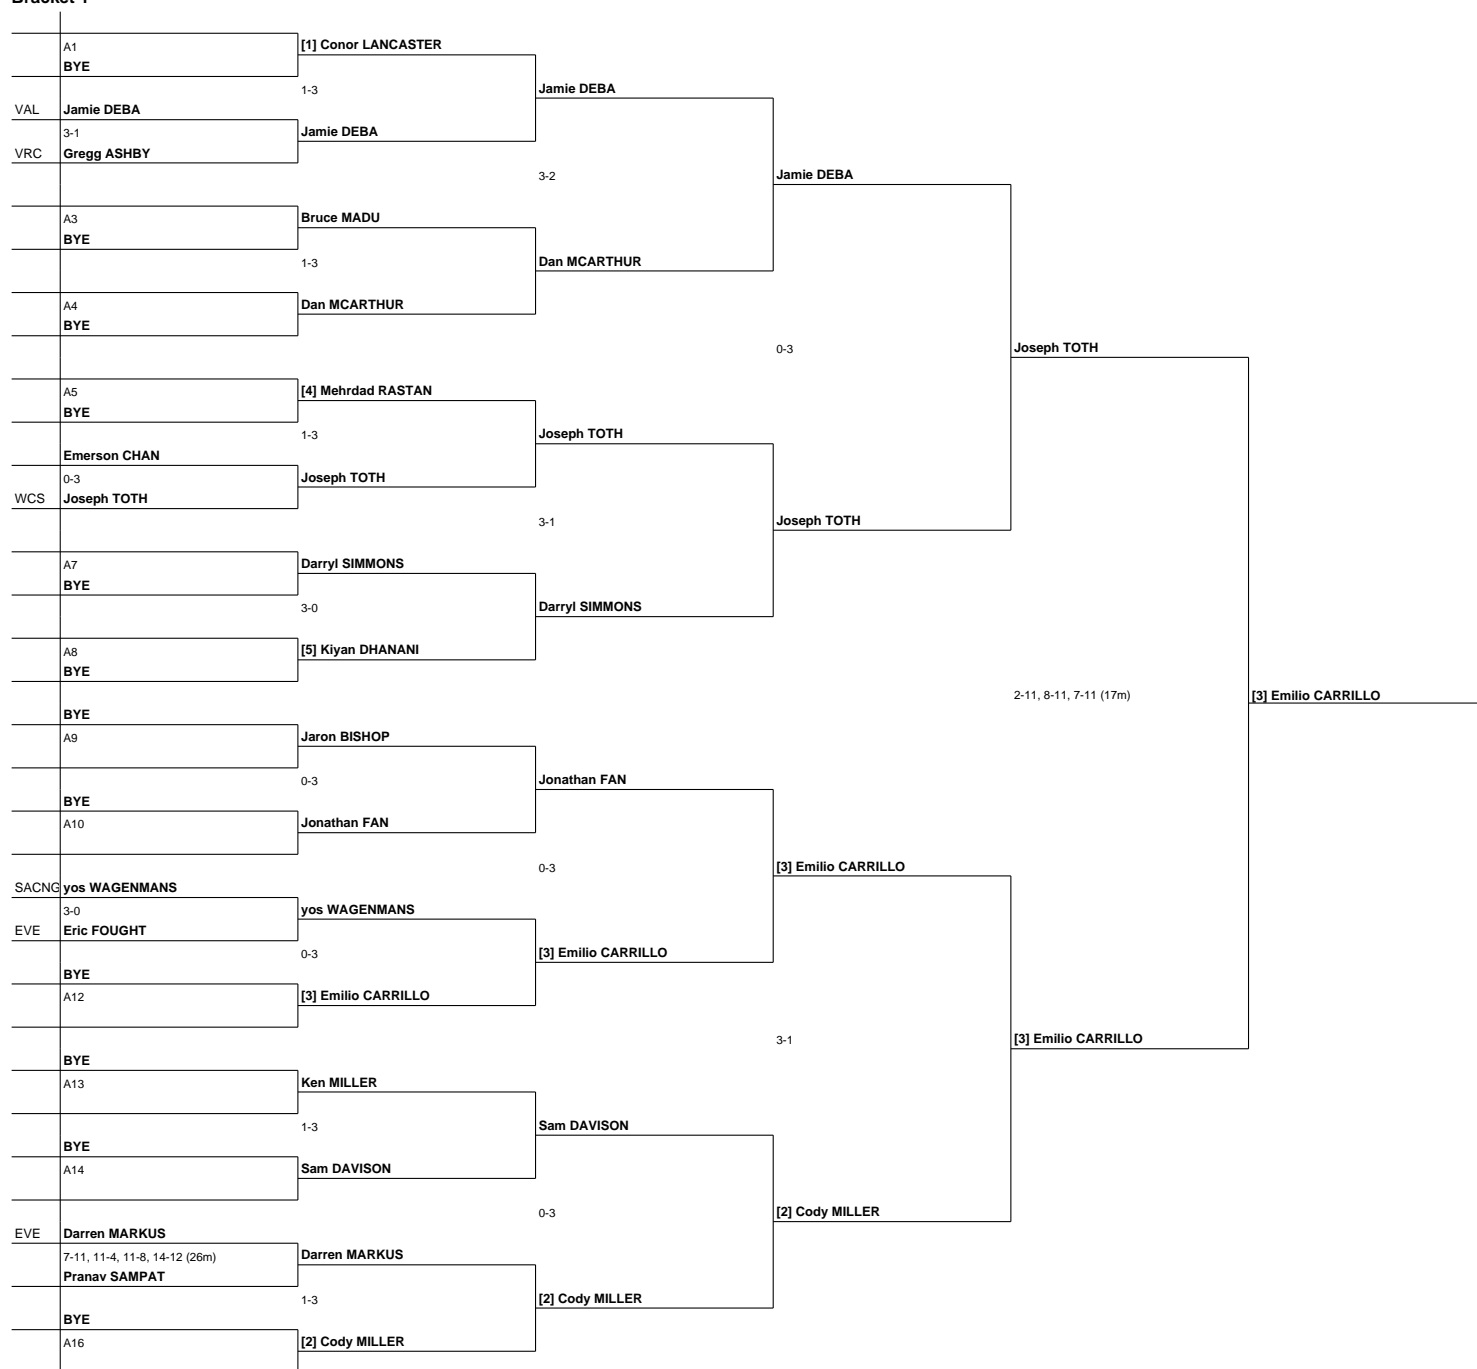 [1] Conor LANCASTER
A1
BYE
Jamie DEBA
1-3
VAL Jamie DEBA
3-1
Jamie DEBA
VRC Gregg ASHBY
3-2
Jamie DEBA
A3
Bruce MADU
BYE
1-3
Dan MCARTHUR
A4
Dan MCARTHUR
BYE
0-3
Joseph TOTH
A5
[4] Mehrdad RASTAN
BYE
1-3
Joseph TOTH
Emerson CHAN
0-3
Joseph TOTH
WCS Joseph TOTH
3-1
Joseph TOTH
A7
Darryl SIMMONS
BYE
3-0
Darryl SIMMONS
A8
[5] Kiyan DHANANI
BYE
2-11, 8-11, 7-11 (17m)
[3] Emilio CARRILLO
BYE
A9
Jaron BISHOP
0-3
Jonathan FAN
BYE
A10
Jonathan FAN
0-3
[3] Emilio CARRILLO
SACNG yos WAGENMANS
3-0
yos WAGENMANS
EVE Eric FOUGHT
0-3
[3] Emilio CARRILLO
BYE
A12
[3] Emilio CARRILLO
3-1
[3] Emilio CARRILLO
BYE
A13
Ken MILLER
1-3
Sam DAVISON
BYE
A14
Sam DAVISON
0-3
[2] Cody MILLER
EVE Darren MARKUS
7-11, 11-4, 11-8, 14-12 (26m)
Darren MARKUS
Pranav SAMPAT
1-3
[2] Cody MILLER
BYE
A16
[2] Cody MILLER